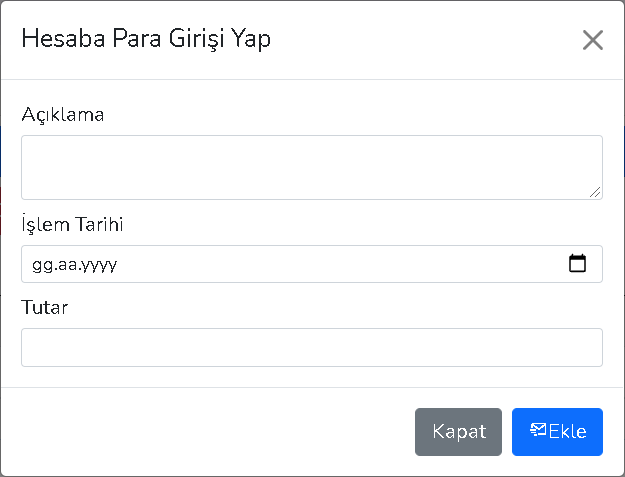 Hesaba Para Girişi Yap
Açıklama
İşlem Tarihi
gg.aa.yyyy
Tutar
Kapat
Ekle